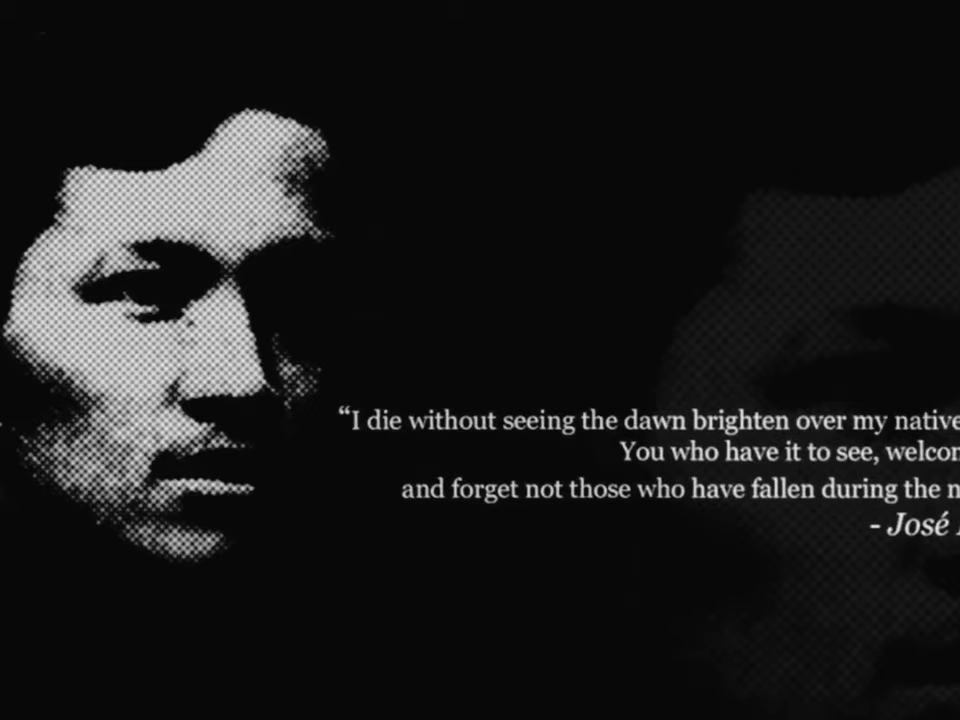 “I die without seeing the dawn brighten over my native
You who have it to see, welcom
and forget not those who have fallen during the n
- José